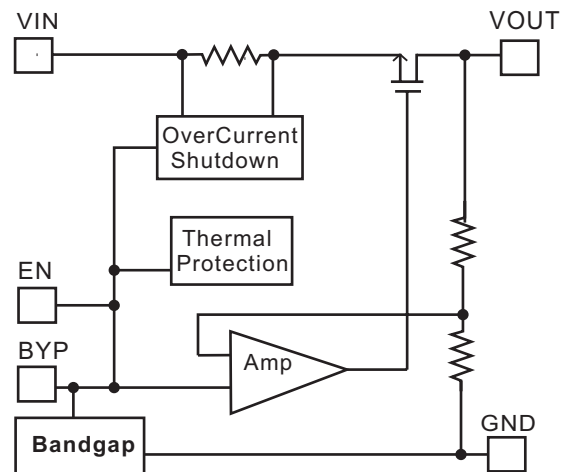 VIN
VOUT
OverCurrent
Shutdown
Thermal
Protection
EN
BYP
Amp
GND
Bandgap